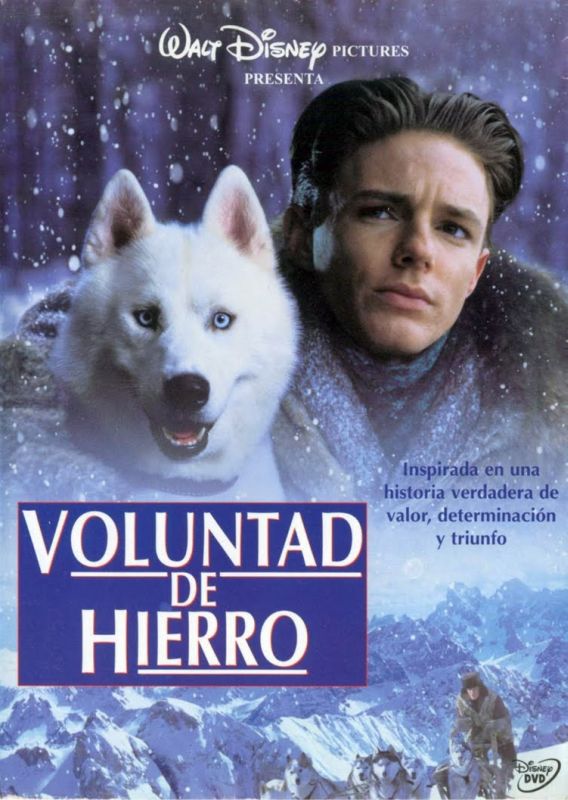 WALT DISNEY PICTURES
PRESENTA
Inspirada en una
historia verdadera de
valor, determinación
y triunfo
VOLUNTAD
DE
HIERRO
DISNEY
DVD